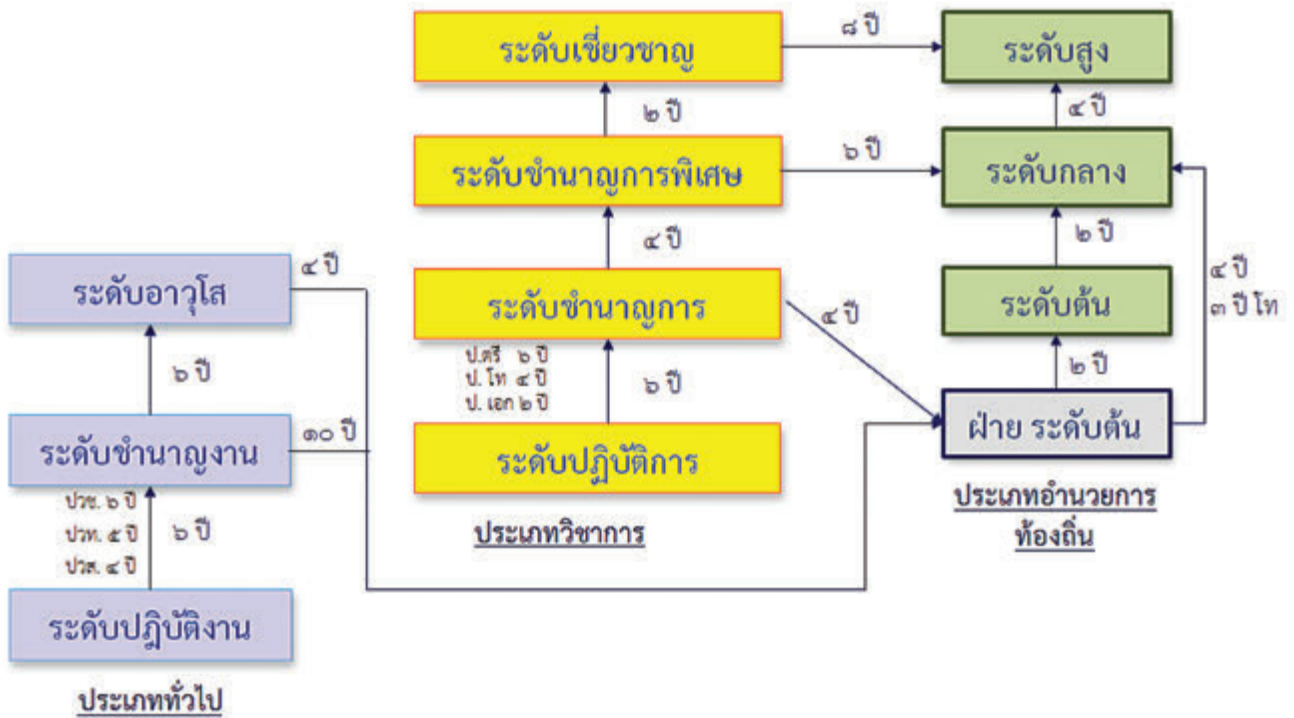 ระดับเชี่ยวชาญ
๘ ปี
ระดับสูง
๒ ปี
๔ ปี
ระดับชำนาญการพิเศษ
๖ ปี
ระดับกลาง
๔ ปี
๒ ปี
ระดับอาวุโส
๔ ปี
ระดับชำนาญการ
๔ ปี
ระดับต้น
๔ ปี
๓ ปี โท
๖ ปี
ป.ตรี ๖ ปี
ป. โท ๔ ปี
ป. เอก ๒ ปี
๖ ปี
๒ ปี
ระดับชำนาญงาน
๑๐ ปี
ระดับปฏิบัติการ
ฝ่าย ระดับต้น
ปวช. ๖ ปี
ปวท. ๕ ปี
ปวส. ๔ ปี
๖ ปี
ประเภทวิชาการ
ประเภทอำนวยการ
ท้องถิ่น
ระดับปฏิบัติงาน
ประเภททั่วไป